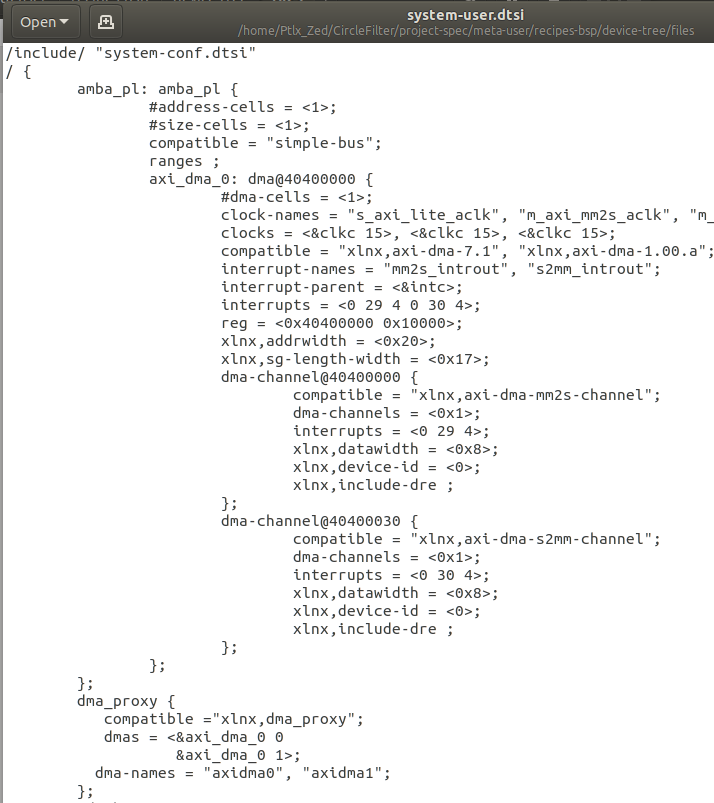 Open
system-user.dtsi
/home/Ptlx_Zed/CircleFilter/project-spec/meta-user/recipes-bsp/device-tree/files
/include/ "system-conf.dtsi"
/ {
        amba_pl: amba_pl {
                #address-cells = <1>;
                #size-cells = <1>;
                compatible = "simple-bus";
                ranges ;
                axi_dma_0: dma@40400000 {
                        #dma-cells = <1>;
                        clock-names = "s_axi_lite_aclk", "m_axi_mm2s_aclk", "m_
                        clocks = <&clkc 15>, <&clkc 15>, <&clkc 15>;
                        compatible = "xlnx,axi-dma-7.1", "xlnx,axi-dma-1.00.a";
                        interrupt-names = "mm2s_introut", "s2mm_introut";
                        interrupt-parent = <&intc>;
                        interrupts = <0 29 4 0 30 4>;
                        reg = <0x40400000 0x10000>;
                        xlnx,addrwidth = <0x20>;
                        xlnx,sg-length-width = <0x17>;
                        dma-channel@40400000 {
                                compatible = "xlnx,axi-dma-mm2s-channel";
                                dma-channels = <0x1>;
                                interrupts = <0 29 4>;
                                xlnx,datawidth = <0x8>;
                                xlnx,device-id = <0>;
                                xlnx,include-dre ;
                        };
                        dma-channel@40400030 {
                                compatible = "xlnx,axi-dma-s2mm-channel";
                                dma-channels = <0x1>;
                                interrupts = <0 30 4>;
                                xlnx,datawidth = <0x8>;
                                xlnx,device-id = <0>;
                                xlnx,include-dre ;
                        };
                };
        };
        dma_proxy {
           compatible ="xlnx,dma_proxy";
           dmas = <&axi_dma_0 0
                   &axi_dma_0 1>;
          dma-names = "axidma0", "axidma1";
        };